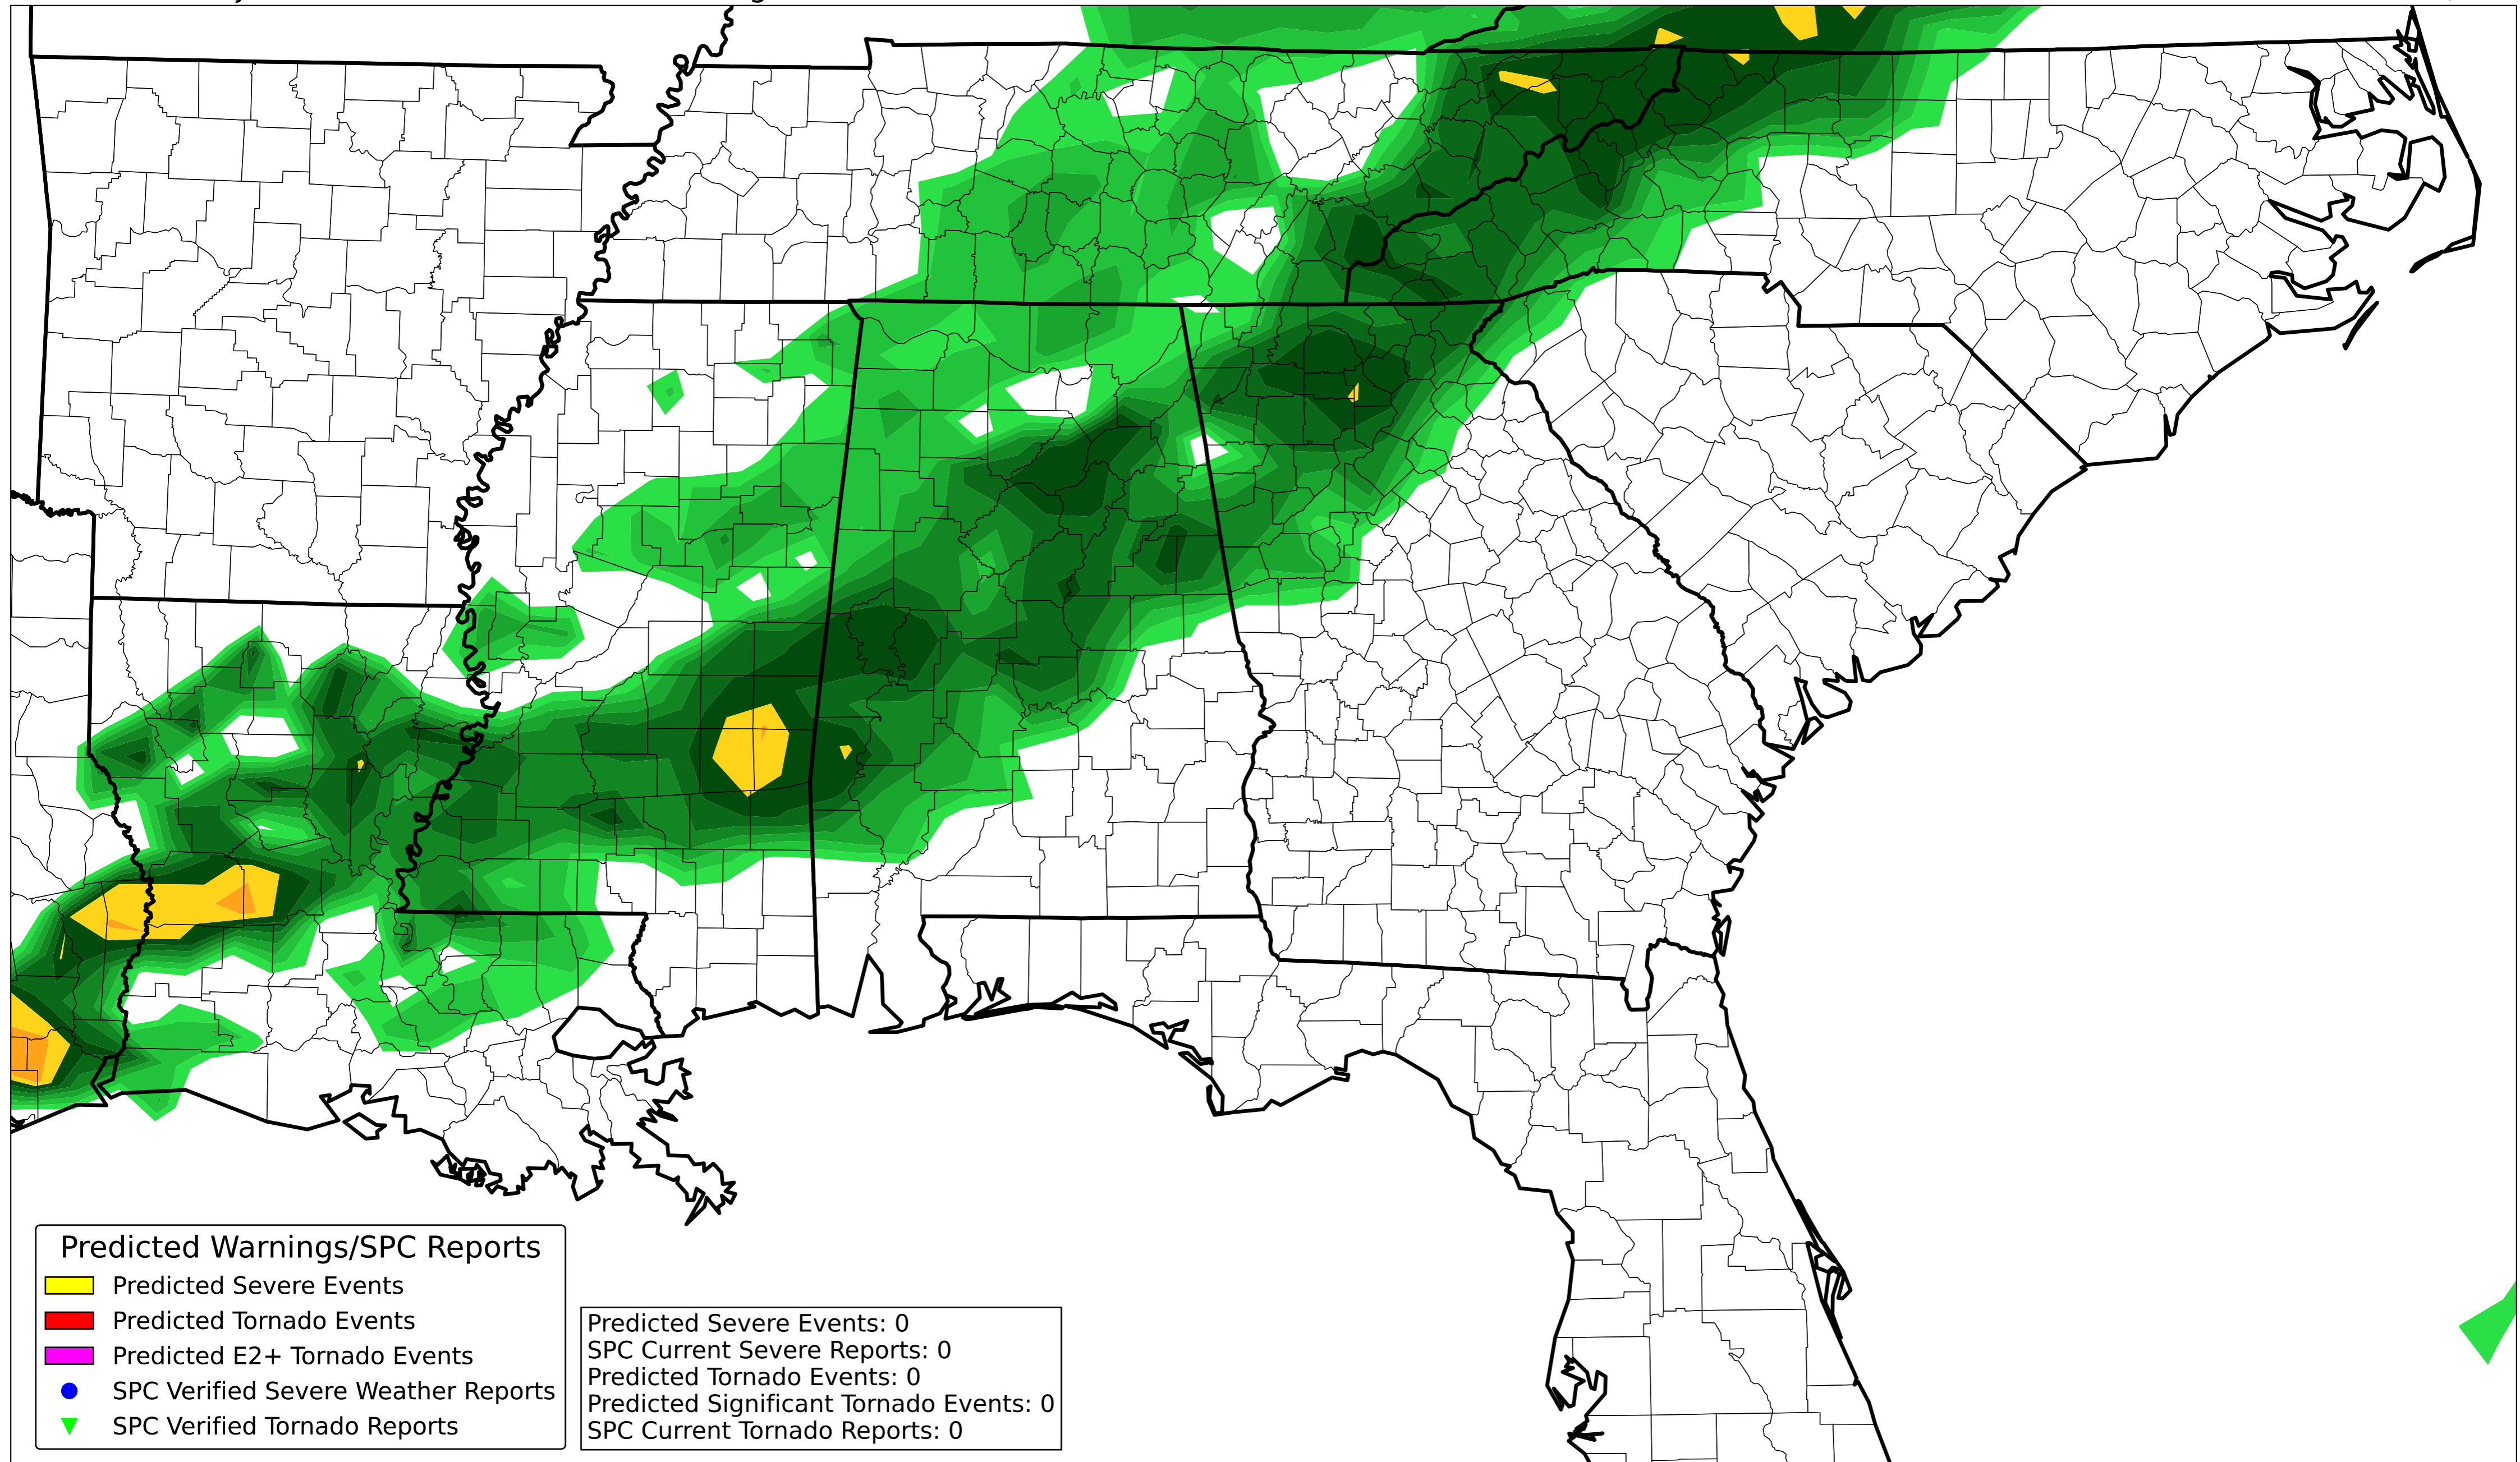 Predicted Warnings/SPC Reports
Predicted Severe Events
Predicted Tornado Events
Predicted E2+ Tornado Events
SPC Verified Severe Weather Reports
SPC Verified Tornado Reports
Predicted Severe Events: 0
SPC Current Severe Reports: 0
Predicted Tornado Events: 0
Predicted Significant Tornado Events: 0
SPC Current Tornado Reports: 0